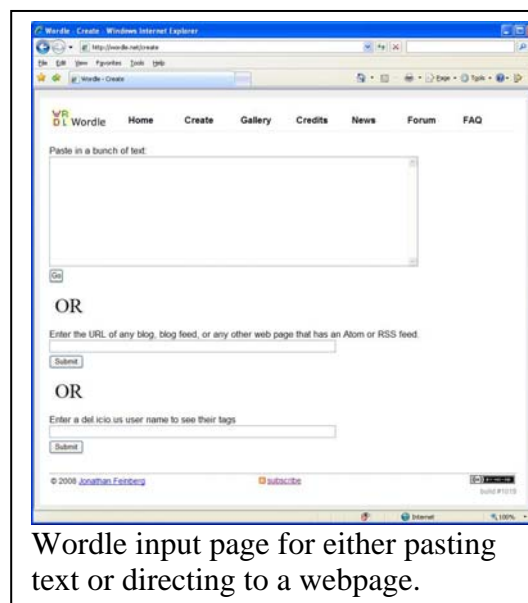 Wordle - Create - Windows Internet Explorer
http://wordle.net/create
File Edit View Favorites Tools Help
Wordle - Create
Page Tools
WRDL Wordle Home Create Gallery Credits News Forum FAQ
Paste in a bunch of text:
Go
OR
Enter the URL of any blog, blog feed, or any other web page that has an Atom or RSS feed.
Submit
OR
Enter a del.icio.us user name to see their tags
Submit
© 2008 Jonathan Feinberg subscribe
build #1013
Internet 100%
Wordle input page for either pasting
text or directing to a webpage.